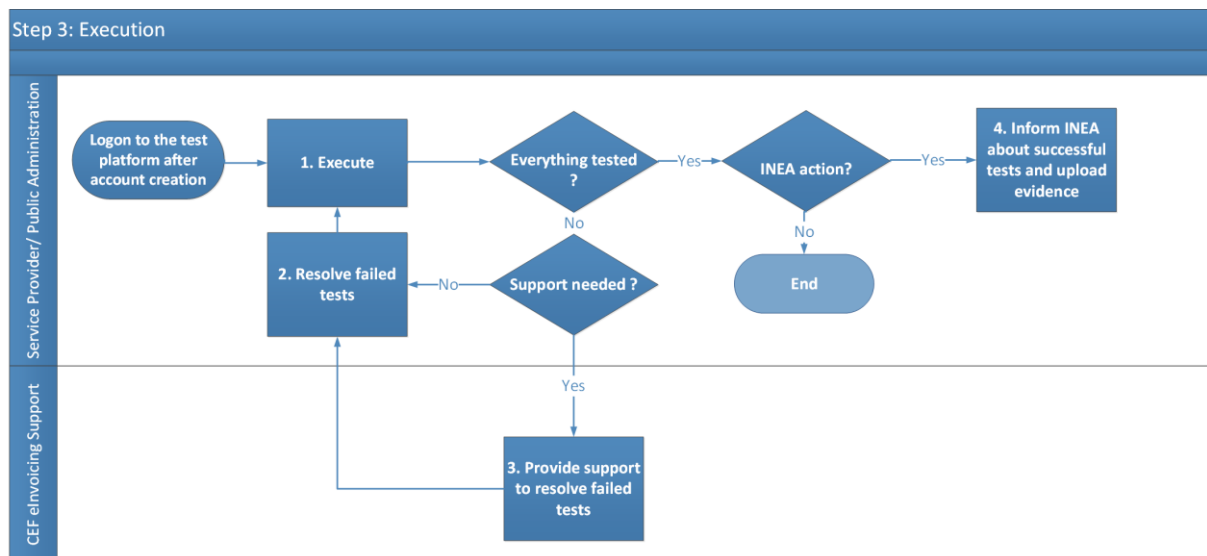 Step 3: Execution
Service Provider/ Public Administration
Logon to the test
platform after
account creation
1. Execute
Everything tested
?
Yes
INEA action?
Yes
4. Inform INEA
about successful
tests and upload
evidence
No
No
2. Resolve failed
tests
No
Support needed ?
End
CEF eInvoicing Support
Yes
3. Provide support
to resolve failed
tests